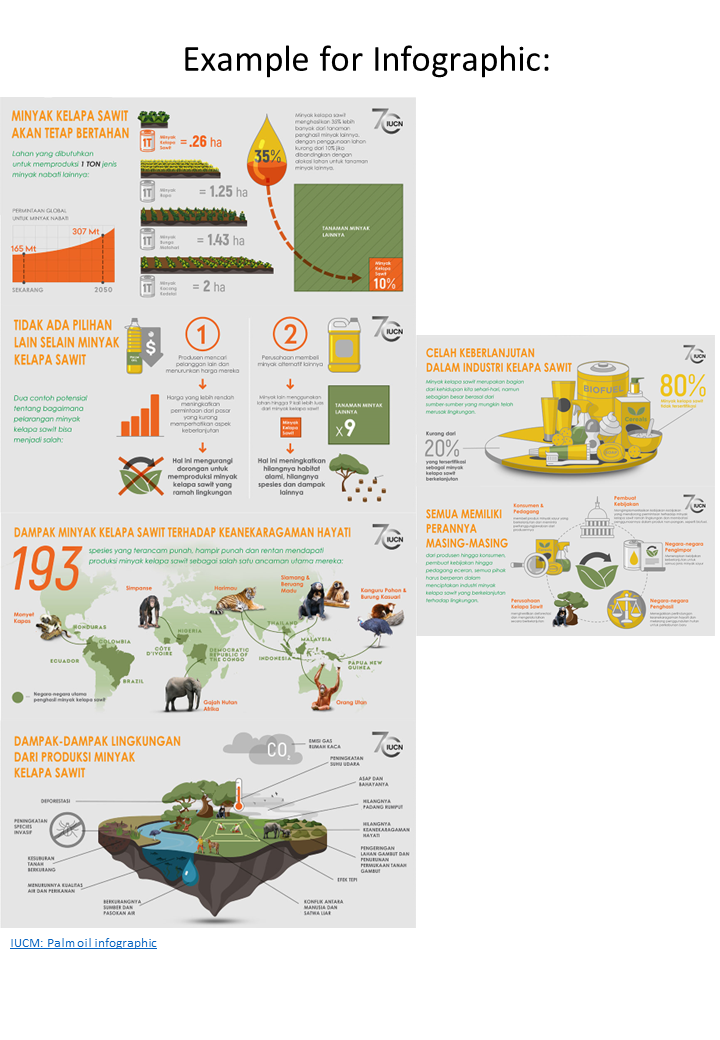 Example for Infographic:
MINYAK KELAPA SAWIT
AKAN TETAP BERTAHAN
Lahan yang dibutuhkan
untuk memproduksi 1 TON jenis
minyak nabati lainnya:
PERMINTAAN GLOBAL
UNTUK MINYAK NABATI
307 Mt
165 Mt
SEKARANG
2050
1T
Minyak
Kelapa
Sawit
= .26 ha
1T
= 1.25 ha
1T
Minyak
Bunga
Matahari
= 1.43 ha
1T
Minyak
Kacang
Kedelai
= 2 ha
35%
Minyak kelapa sawit
menghasilkan 35% lebih
banyak dari tanaman
penghasil minyak lainnya,
dengan penggunaan lahan
kurang dari 10% jika
dibandingkan dengan
alokasi lahan untuk tanaman
minyak lainnya.
IUCN
TANAMAN MINYAK
LAINNYA
Minyak
Kelapa
Sawit
10%
TIDAK ADA PILIHAN
LAIN SELAIN MINYAK
KELAPA SAWIT
Dua contoh potensial
tentang bagaimana
pelarangan minyak
kelapa sawit bisa
menjadi salah:
$
1
Produsen mencari
pelanggan lain dan
menurunkan harga mereka
Harga yang lebih rendah
meningkatkan
permintaan dari pasar
yang kurang
memperhatikan aspek
keberlanjutan
Hal ini mengurangi
dorongan untuk
memproduksi minyak
kelapa sawit yang
ramah lingkungan
2
Perusahaan membeli
minyak alternatif lainnya
Minyak lain menggunakan
lahan hingga 9 kali lebih luas
dari minyak kelapa sawit
Minyak
Kelapa
Sawit
TANAMAN MINYAK
LAINNYA
x9
Hal ini meningkatkan
hilangnya habitat
alami, hilangnya
spesies dan dampak
lainnya
IUCN
DAMPAK MINYAK KELAPA SAWIT TERHADAP KEANEKARAGAMAN HAYATI
IUCN
193
spesies yang terancam punah, hampir punah dan rentan mendapati
produksi minyak kelapa sawit sebagai salah satu ancaman utama mereka:
Monyet
Kapas
Simpanse
Harimau
Siamang &
Beruang
Madu
Kanguru Pohon &
Burung Kasuari
HONDURAS
COLOMBIA
ECUADOR
BRAZIL
CÔTE
D'IVOIRE
NIGERIA
DEMOCRATIC
REPUBLIC OF
THE CONGO
THAILAND
MALAYSIA
INDONESIA
PAPUA NEW
GUINEA
Negara-negara utama
penghasil minyak kelapa sawit
Gajah Hutan
Afrika
Orang Utan
DAMPAK-DAMPAK LINGKUNGAN
DARI PRODUKSI MINYAK
KELAPA SAWIT
CO2
EMISI GAS
RUMAH KACA
IUCN
PENINGKATAN
SUHU UDARA
ASAP DAN
BAHAYANYA
DEFORESTASI
HILANGNYA
PADANG RUMPUT
PENINGKATAN
SPECIES
INVASIF
HILANGNYA
KEANEKARAGAMAN
HAYATI
KESUBURAN
TANAH
BERKURANG
PENGERINGAN
LAHAN GAMBUT DAN
PENURUNAN
PERMUKAAN TANAH
GAMBUT
MENURUNNYA KUALITAS
AIR DAN PERIKANAN
EFEK TEPI
BERKURANGNYA
SUMBER DAN
PASOKAN AIR
KONFLIK ANTARA
MANUSIA DAN
SATWA LIAR
CELAH KEBERLANJUTAN
DALAM INDUSTRI KELAPA SAWIT
IUCN
Minyak kelapa sawit merupakan bagian
dari kehidupan kita sehari-hari, namun
sebagian besar berasal dari
sumber-sumber yang mungkin telah
merusak lingkungan.
BIOFUEL
Cereals
80%
Kurang dari
20%
yang tersertifikasi
sebagai minyak
kelapa sawit
berkelanjutan
SEMUA MEMILIKI
PERANNYA
MASING-MASING
dari produsen hingga konsumen,
pembuat kebijakan hingga
pedagang eceran, semua pihak
harus berperan dalam
menciptakan industri minyak
kelapa sawit yang berkelanjutan
terhadap lingkungan.
Konsumen &
Pedagang
Pembuat
Kebijakan
IUCN
Negara-negara
Pengimpor
Perusahaan
Kelapa Sawit
Negara-negara
Penghasil
IUCM: Palm oil infographic